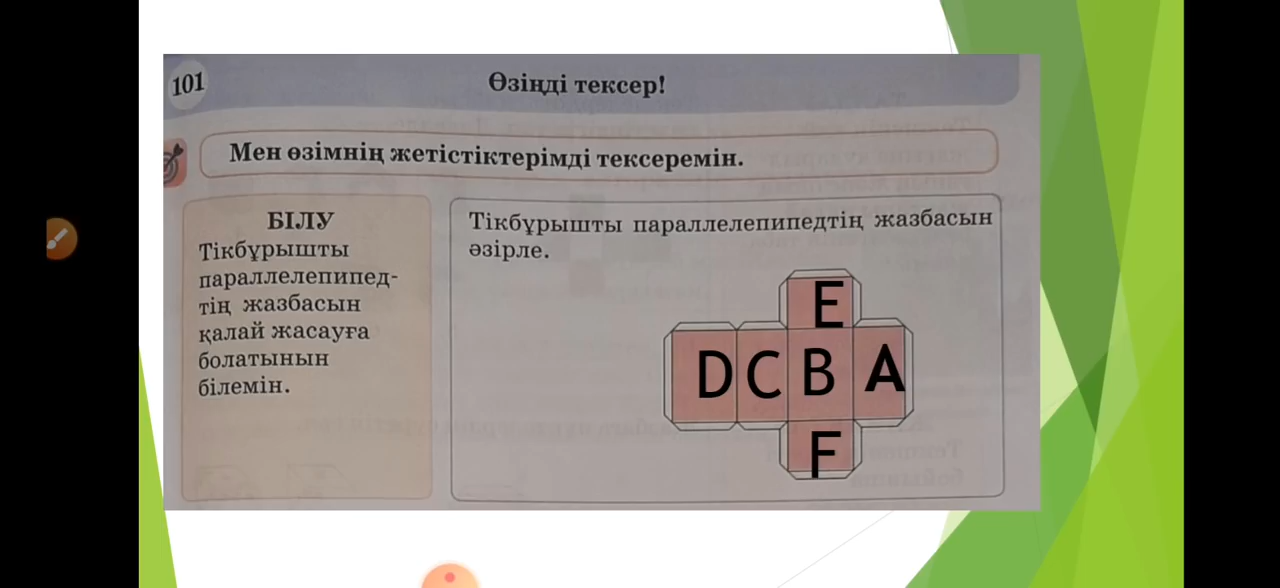 101
Өзіңді тексер!
Мен өзімнің жетістіктерімді тексеремін.
БІЛУ
Тікбұрышты
параллелепипед-
тің жазбасын
қалай жасауға
болатынын
білемін.
Тікбұрышты параллелепипедтің жазбасын
әзірле.
E
D C B A
F